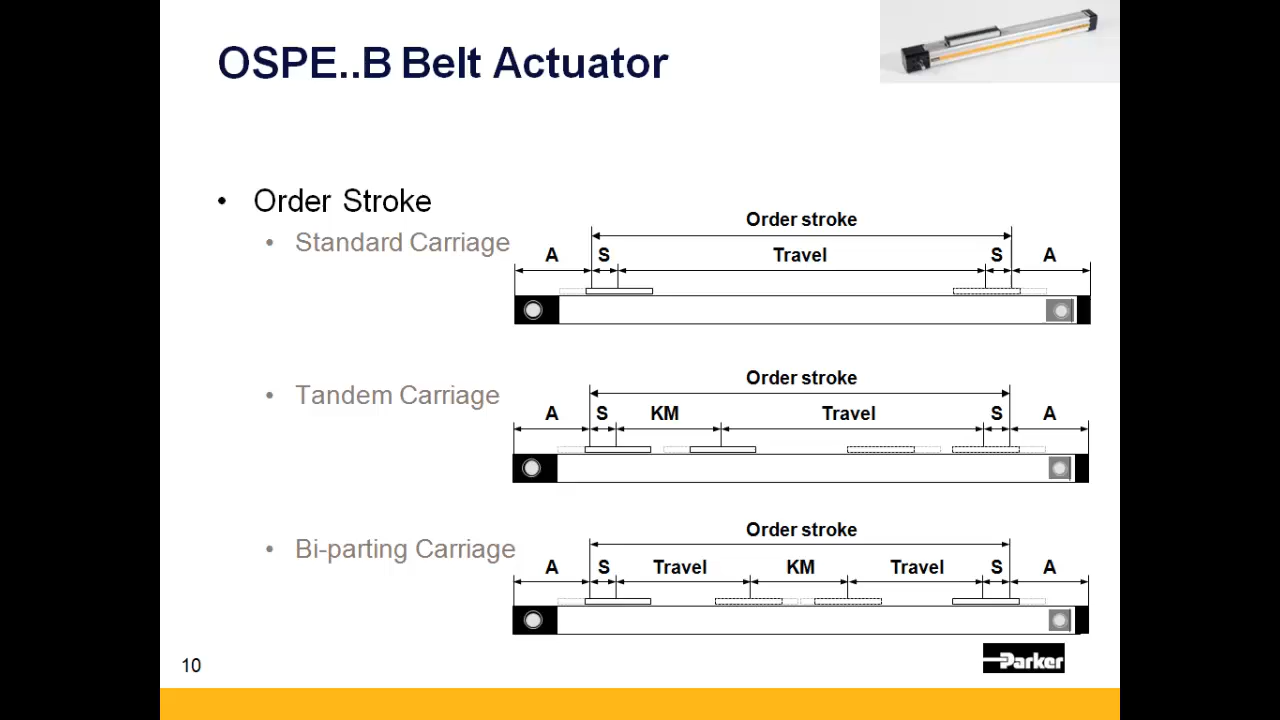 OSPE..B Belt Actuator
• Order Stroke
• Standard Carriage
Order stroke
A S Travel S A
• Tandem Carriage
Order stroke
A S KM Travel S A
• Bi-parting Carriage
Order stroke
A S Travel KM Travel S A
10
Parker